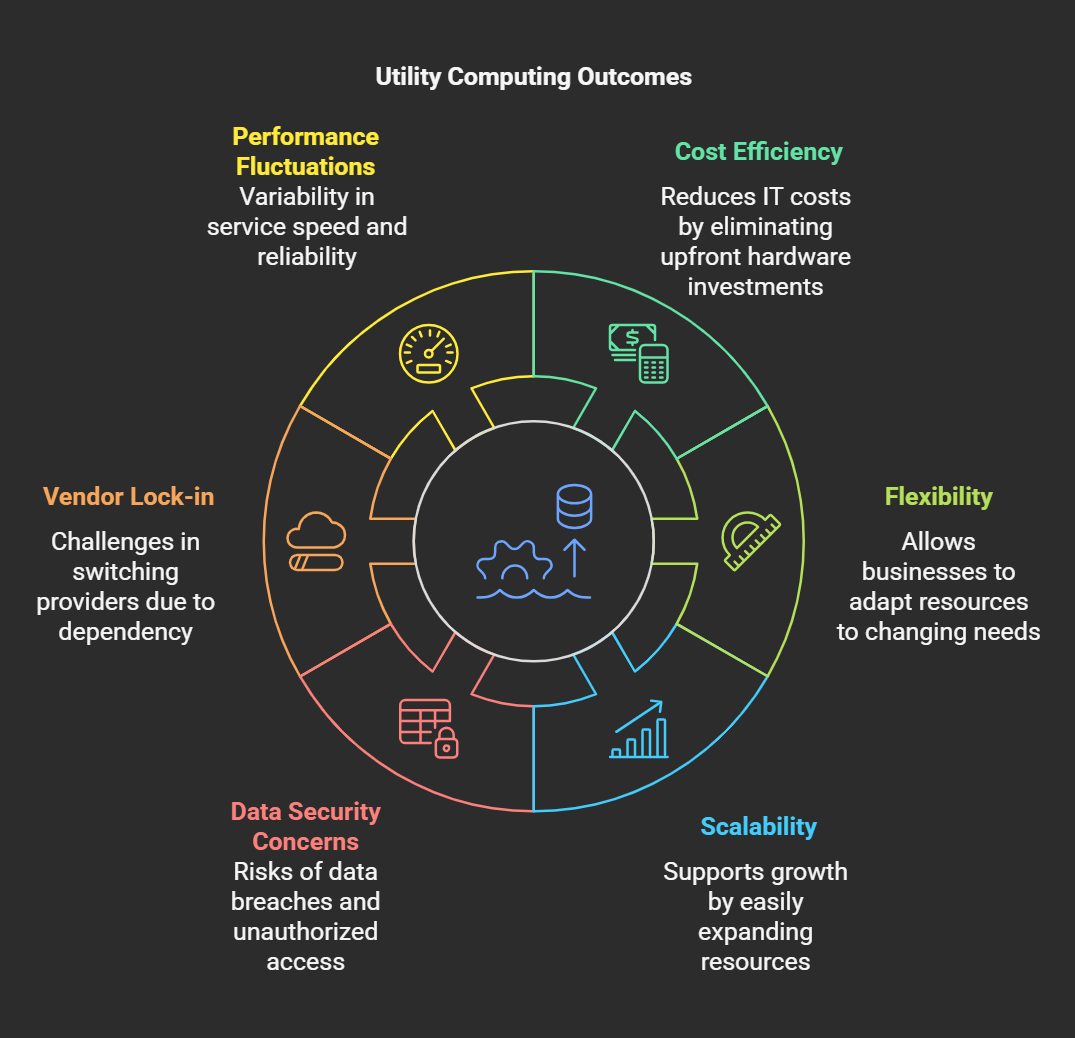 Utility Computing Outcomes
Performance
Fluctuations
Variability in
service speed and
reliability
Cost Efficiency
Reduces IT costs
by eliminating
upfront hardware
investments
$
Vendor Lock-in
Challenges in
switching
providers due to
dependency
Flexibility
Allows
businesses to
adapt resources
to changing needs
Data Security
Concerns
Risks of data
breaches and
unauthorized
access
Scalability
Supports growth
by easily
expanding
resources